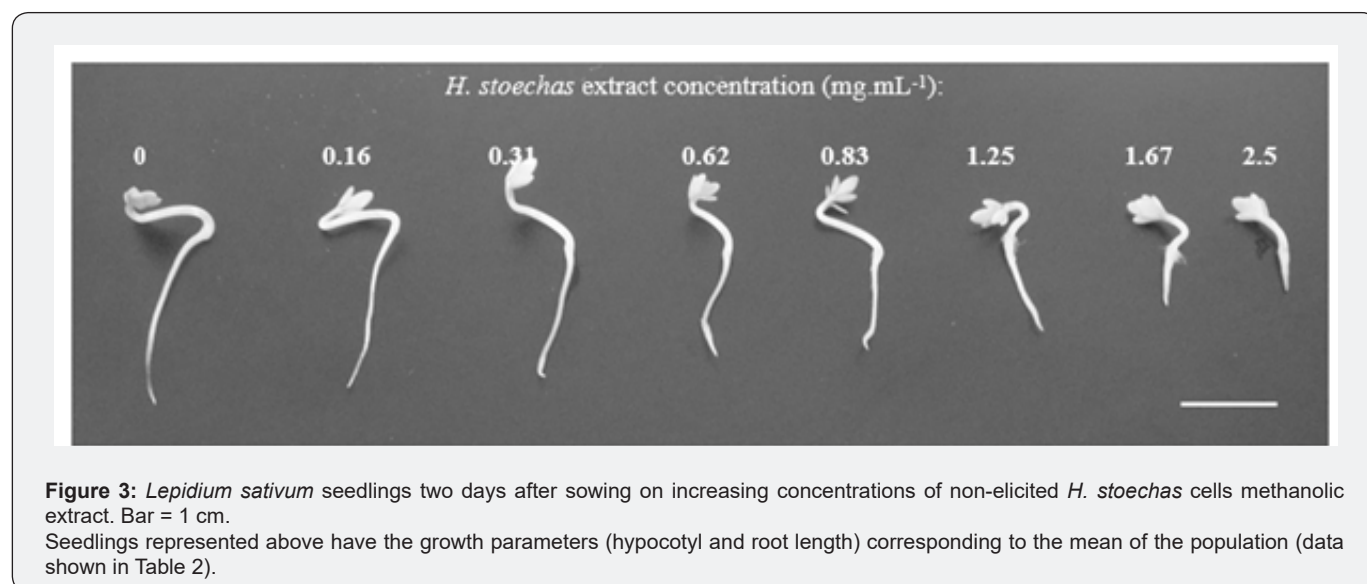 H. stoechas extract concentration (mg.mL-1):
0 0.16 0.31 0.62 0.83 1.25 1.67 2.5
Figure 3: Lepidium sativum seedlings two days after sowing on increasing concentrations of non-elicited H. stoechas cells methanolic
extract. Bar = 1 cm.
Seedlings represented above have the growth parameters (hypocotyl and root length) corresponding to the mean of the population (data
shown in Table 2).